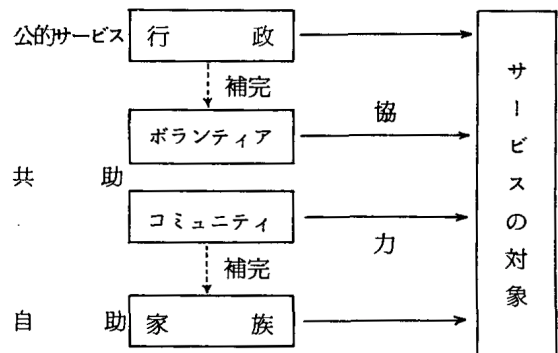 公的サービス 行政
補完
ボランティア
協
共助
コミュニティ
力
補完
自助 家族
サービスの対象